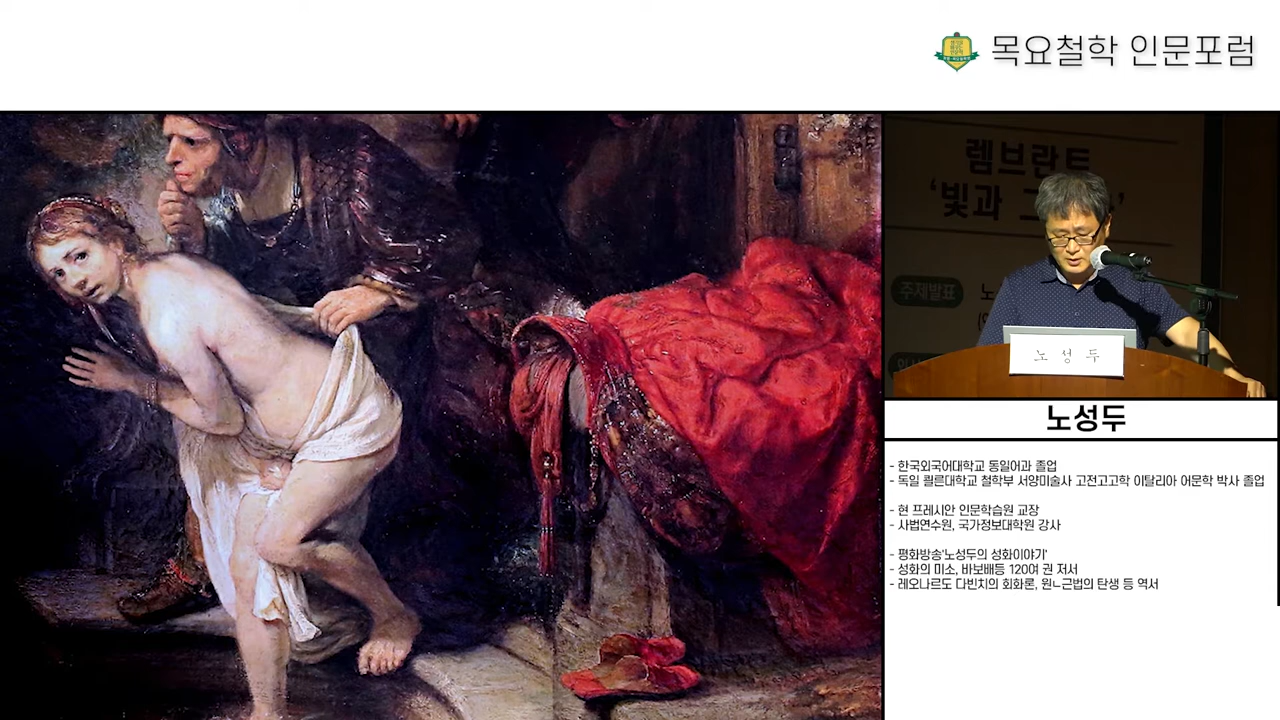 목요철학 인문포럼
렘브란트
주제발표
노성두
노성두
- 한국외국어대학교 동일어과 졸업
- 독일 쾰른대학교 철학부 서양미술사 고전고고학 이탈리아 어문학 박사 졸업
- 현 프레시안 인문학습원 교장
- 사법연수원, 국가정보대학원 강사
- 평화방송'노성두의 성화이야기'
- 성화의 미소, 바보배등 120여 권 저서
- 레오나르도 다빈치의 회화론, 원ㄴ근법의 탄생 등 역서